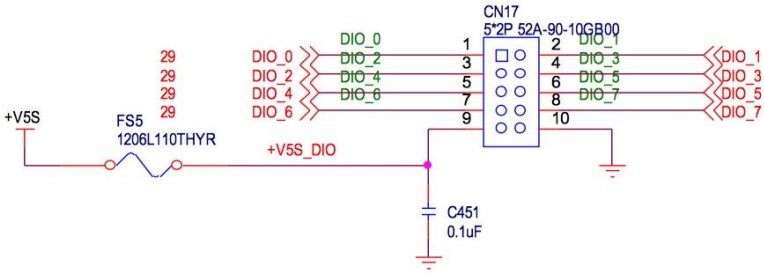 CN17
5*2P 52A-90-10GB00
29 DIO_0 DIO_0 1 2 DIO_1 DIO_1
29 DIO_2 DIO_2 3 4 DIO_3 DIO_3
29 DIO_4 DIO_4 5 6 DIO_5 DIO_5
29 DIO_6 DIO_6 7 8 DIO_7 DIO_7
9 10
+V5S
FS5
1206L110THYR
+V5S_DIO
C451
0.1uF